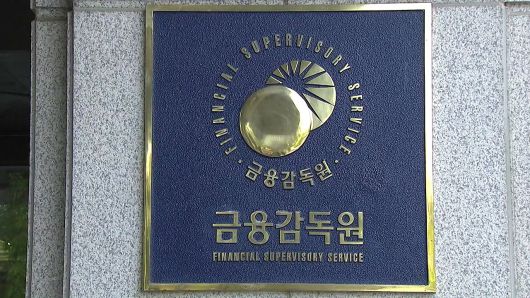 · FINANCIAL SUPERVISORY SERVICE ·
금융감독원
금융감독원
FINANCIAL SUPERVISORY SERVICE